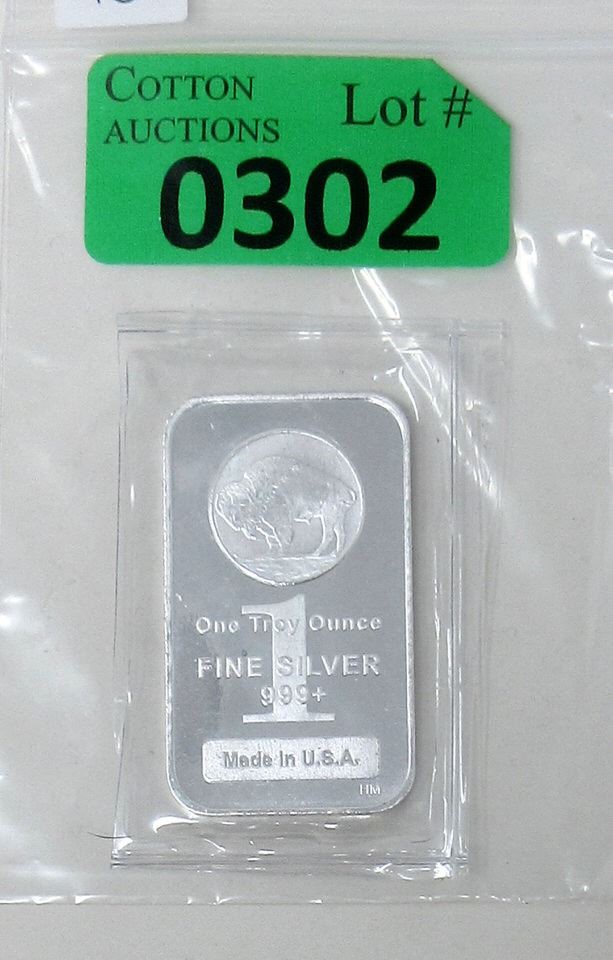 COTTON
AUCTIONS
Lot #
0302
1
One Troy Ounce
FINE SILVER
999+
Made In U.S.A.
HM